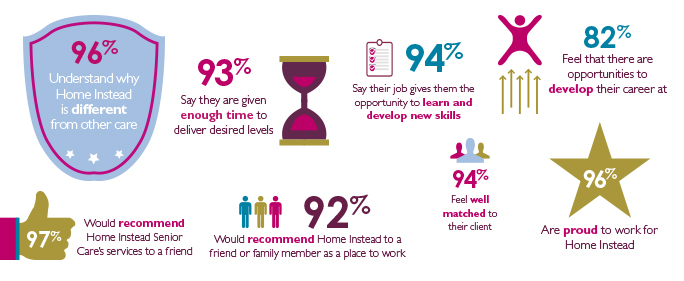 96%
Understand why
Home Instead
is different
from other care
93%
Say they are given
enough time to
deliver desired levels
94%
Say their job gives them the
opportunity to learn and
develop new skills
82%
Feel that there are
opportunities to
develop their career at
97%
Would recommend
Home Instead Senior
Care's services to a friend
92%
Would recommend Home Instead to a
friend or family member as a place to work
94%
Feel well
matched to
their client
96%
Are proud to work for
Home Instead